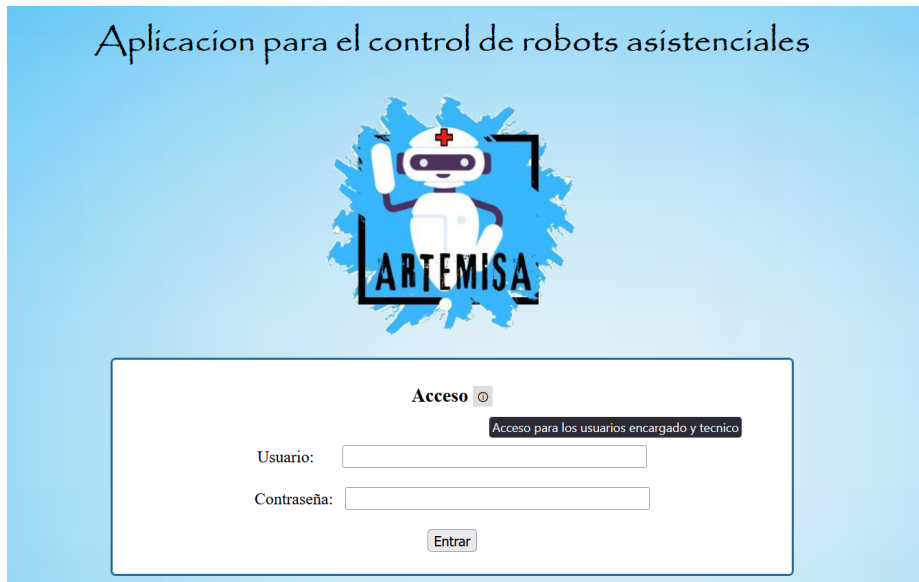 Aplicacion para el control de robots asistenciales
ARTEMISA
Acceso
Acceso para los usuarios encargado y tecnico
Usuario:
Contraseña:
Entrar